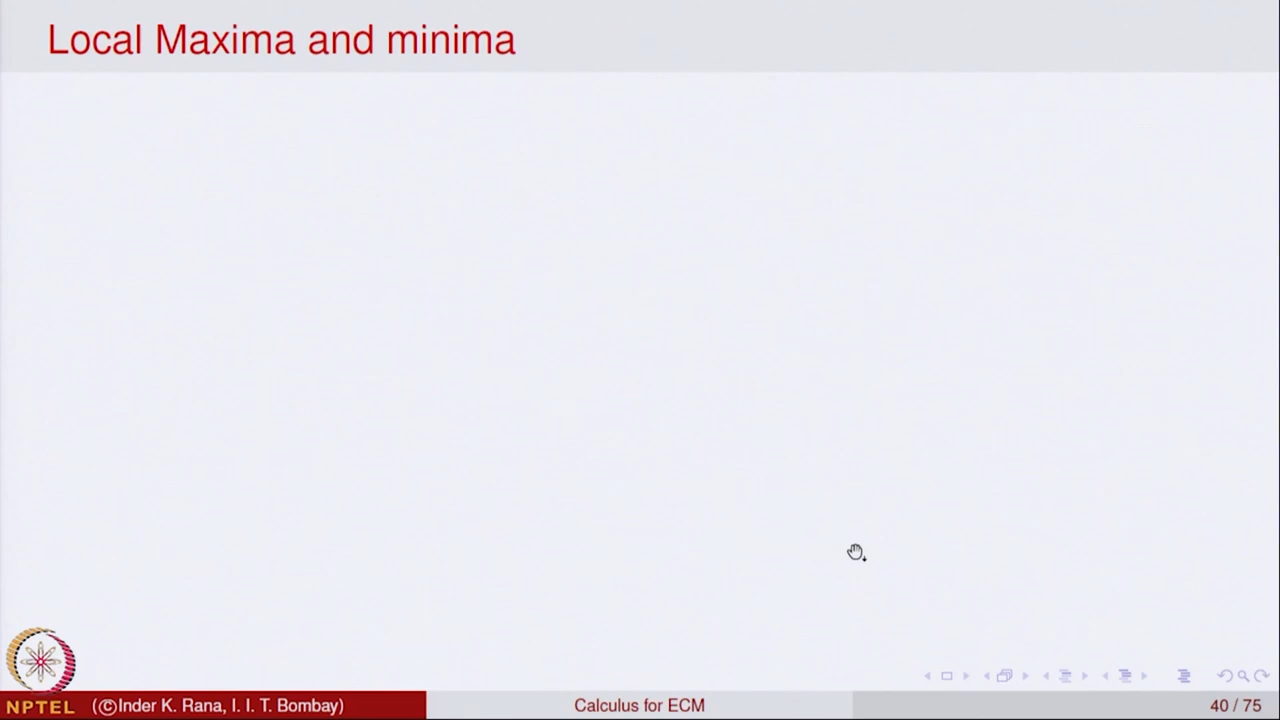 Local Maxima and minima
NPTEL
(©Inder K. Rana, I. I. T. Bombay)
Calculus for ECM
40 / 75